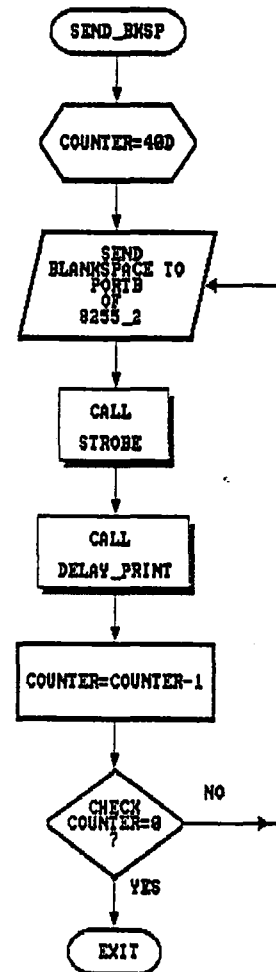 SEND_BKSP
COUNTER=40D
SEND
BLANKSPACE TO
PORTB
OF
8255_2
CALL
STROBE
CALL
DELAY_PRINT
COUNTER=COUNTER-1
CHECK
COUNTER=0
?
NO
YES
EXIT